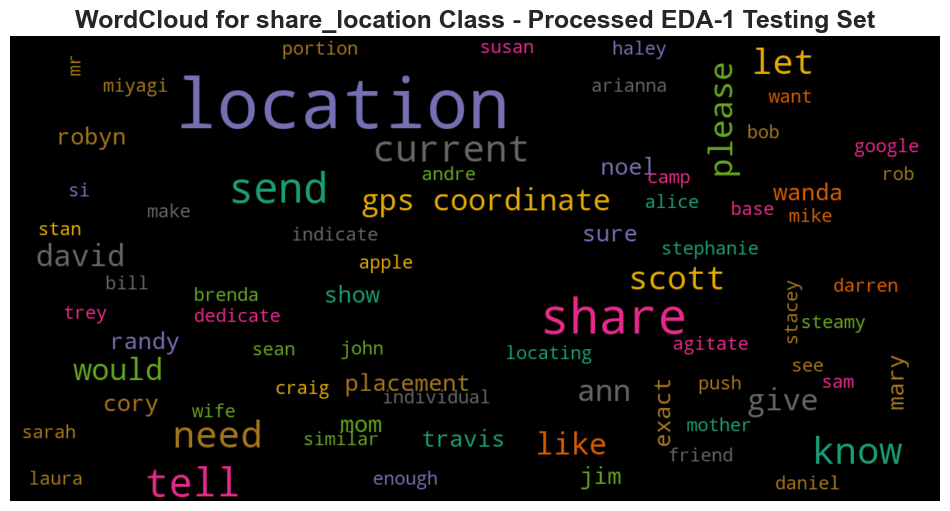 WordCloud for share_location Class - Processed EDA-1 Testing Set
portion
susan
haley
mr
miyagi
location
arianna
please
let
want
robyn
current
bob
google
noel
andre
camp
rob
si
send
gps coordinate
alice
base
wanda
mike
make
stan
indicate
sure
stephanie
david
apple
scott
bill
brenda
show
darren
trey
dedicate
share
stacey
steamy
randy
sean
john
locating
agitate
would
craig
placement
individual
ann
exact
push
see
sam
mary
cory
wife
give
sarah
need
mom
similar
travis
like
mother
friend
know
laura
tell
enough
jim
daniel